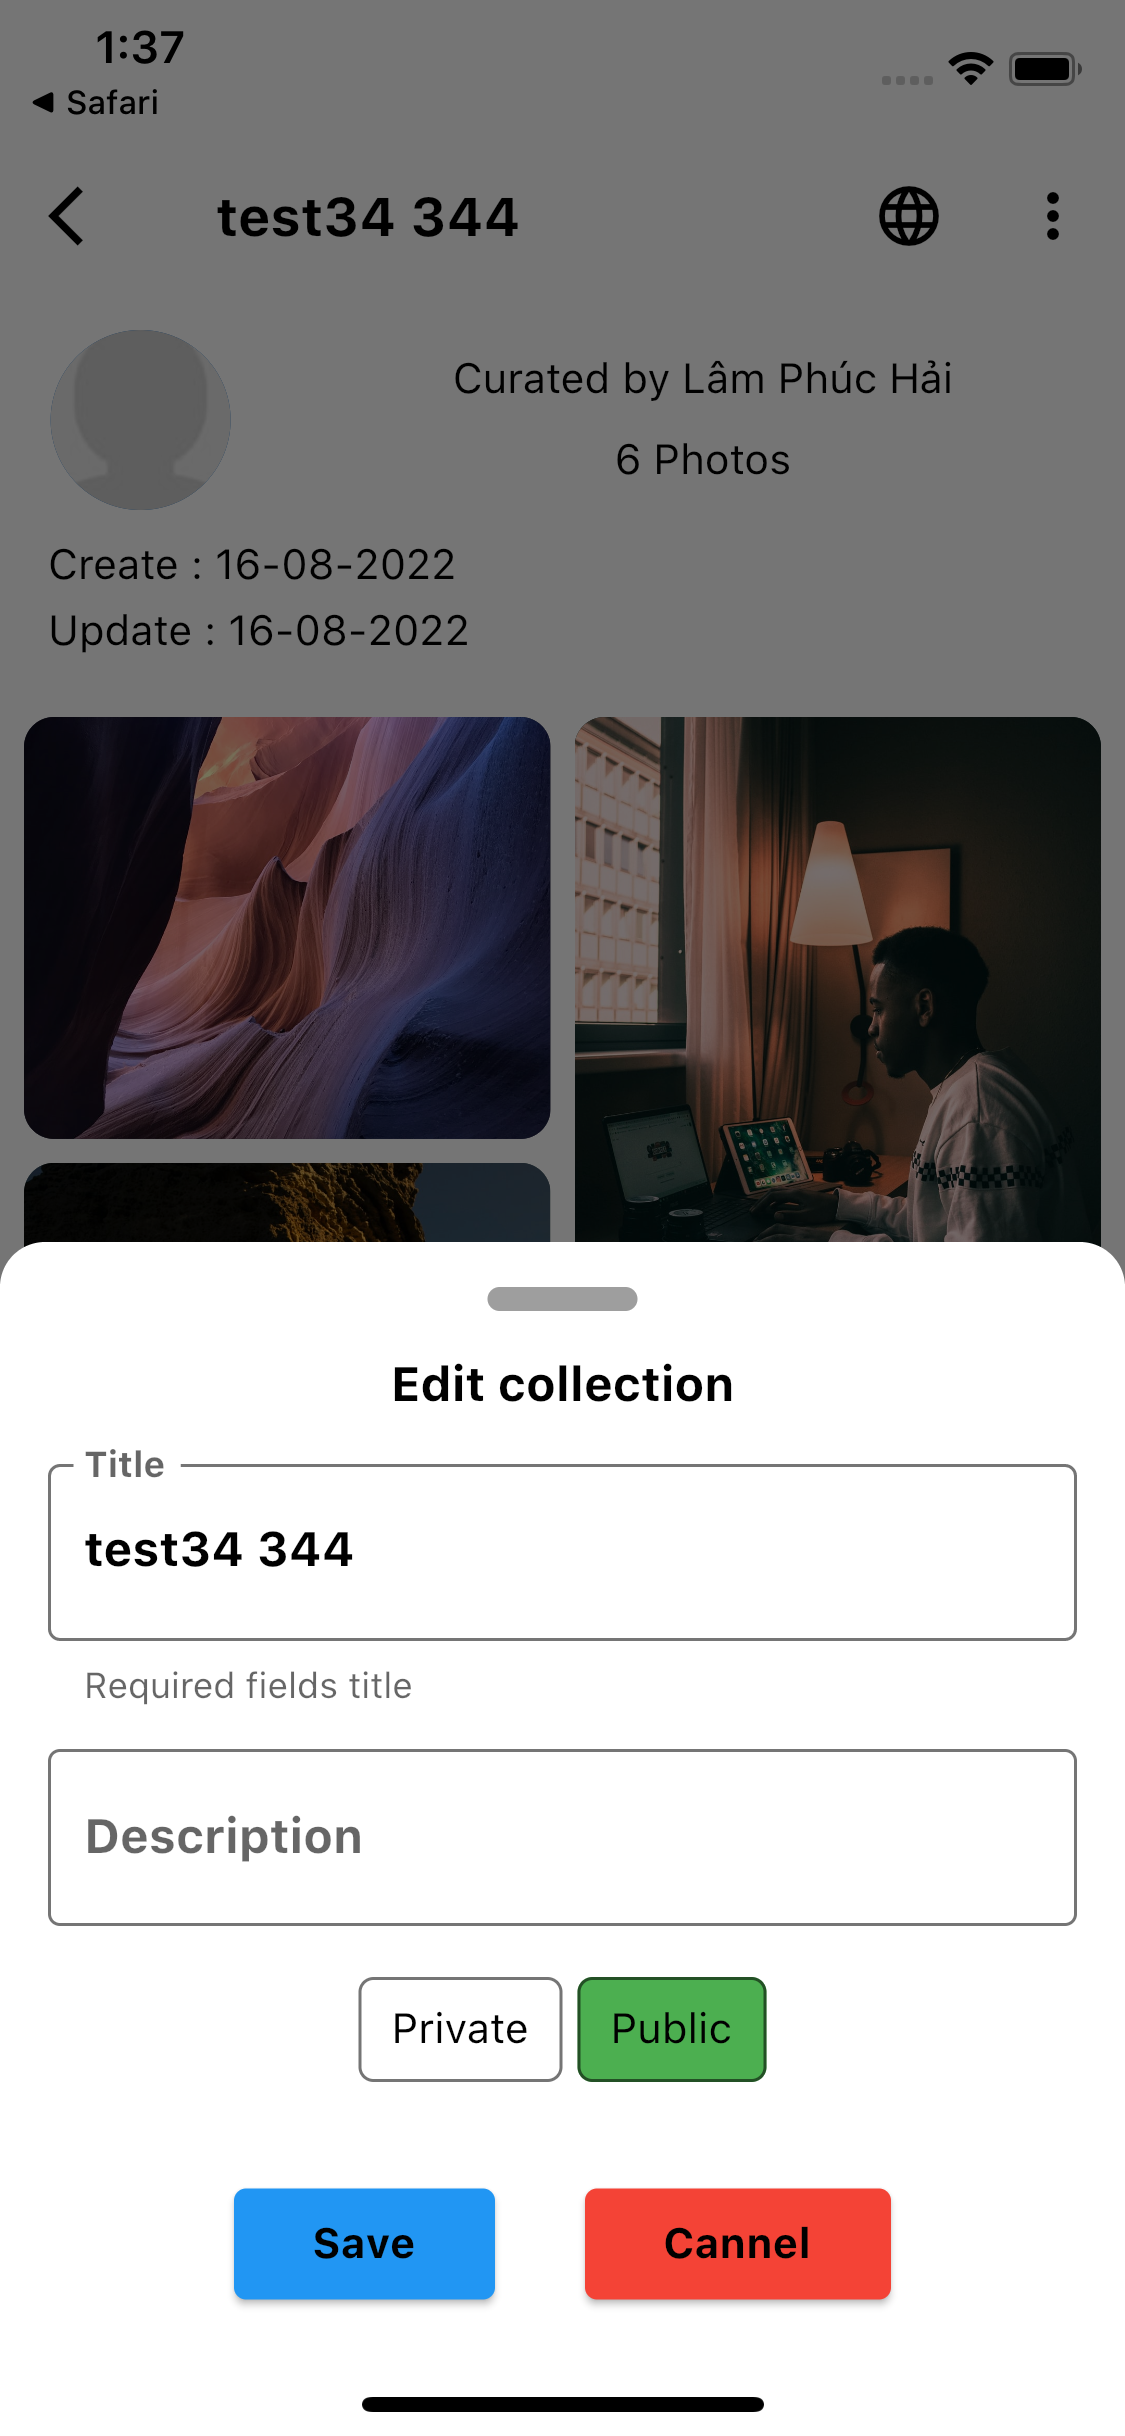 1:37
Safari
test34 344
Curated by Lâm Phúc Hải
6 Photos
Create : 16-08-2022
Update : 16-08-2022
Edit collection
Title
test34 344
Required fields title
Description
Private Public
Save Cannel